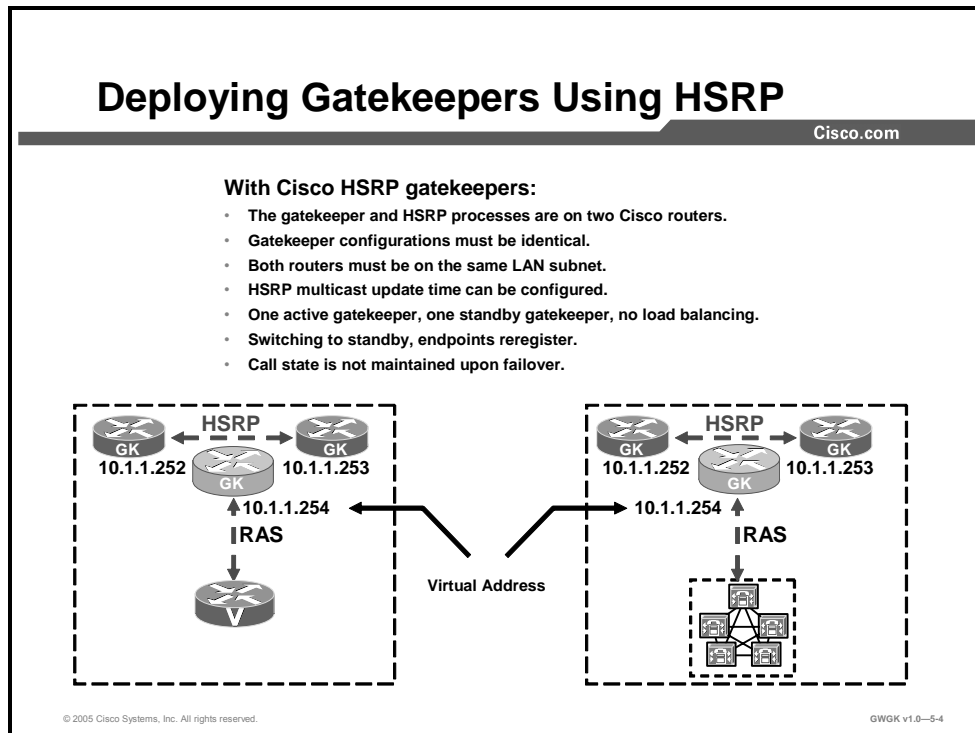 Deploying Gatekeepers Using HSRP
Cisco.com
With Cisco HSRP gatekeepers:
• The gatekeeper and HSRP processes are on two Cisco routers.
• Gatekeeper configurations must be identical.
• Both routers must be on the same LAN subnet.
• HSRP multicast update time can be configured.
• One active gatekeeper, one standby gatekeeper, no load balancing.
• Switching to standby, endpoints reregister.
• Call state is not maintained upon failover.
HSRP
GK
GK
10.1.1.252
10.1.1.253
GK
10.1.1.254
RAS
V
Virtual Address
HSRP
GK
GK
10.1.1.252
10.1.1.253
GK
10.1.1.254
RAS
© 2005 Cisco Systems, Inc. All rights reserved.
GWGK v1.0—5-4